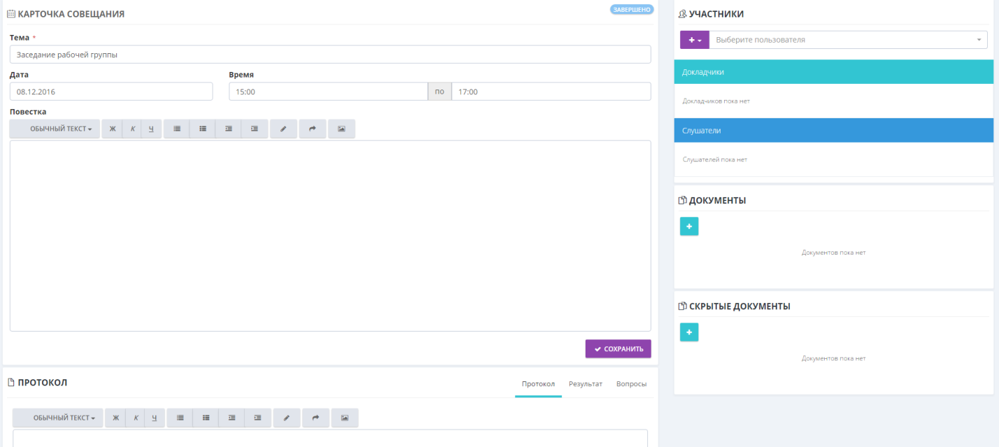 КАРТОЧКА СОВЕЩАНИЯ
ЗАВЕРШЕНО
Тема *
Заседание рабочей группы
Дата
Время
08.12.2016
15:00
по
17:00
Повестка
ОБЫЧНЫЙ ТЕКСТ
Ж
К
Ч
СОХРАНИТЬ
ПРОТОКОЛ
Протокол
Результат
Вопросы
ОБЫЧНЫЙ ТЕКСТ
Ж
К
Ч
УЧАСТНИКИ
Выберите пользователя
Докладчики
Докладчиков пока нет
Слушатели
Слушателей пока нет
ДОКУМЕНТЫ
Документов пока нет
СКРЫТЫЕ ДОКУМЕНТЫ
Документов пока нет